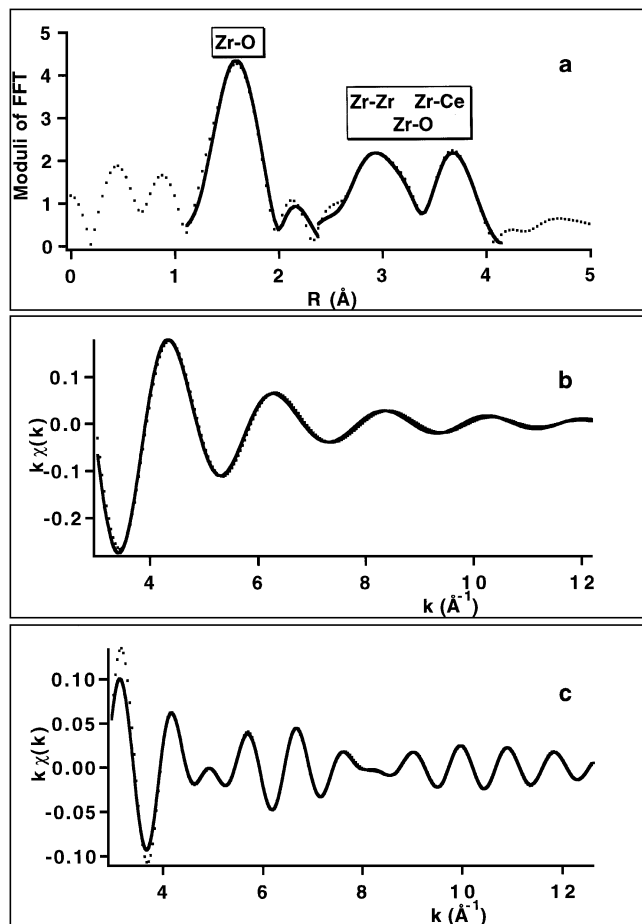 5
4
3
2
1
0
Moduli of FFT
Zr-O
Zr-Zr Zr-Ce
Zr-O
a
0 1 2 3 4 5
R (Å)
0.1
0.0
-0.1
-0.2
k χ(k)
b
4 6 8 10 12
k (Å-1)
0.10
0.05
0.00
-0.05
-0.10
k χ(k)
c
4 6 8 10 12
k (Å-1)